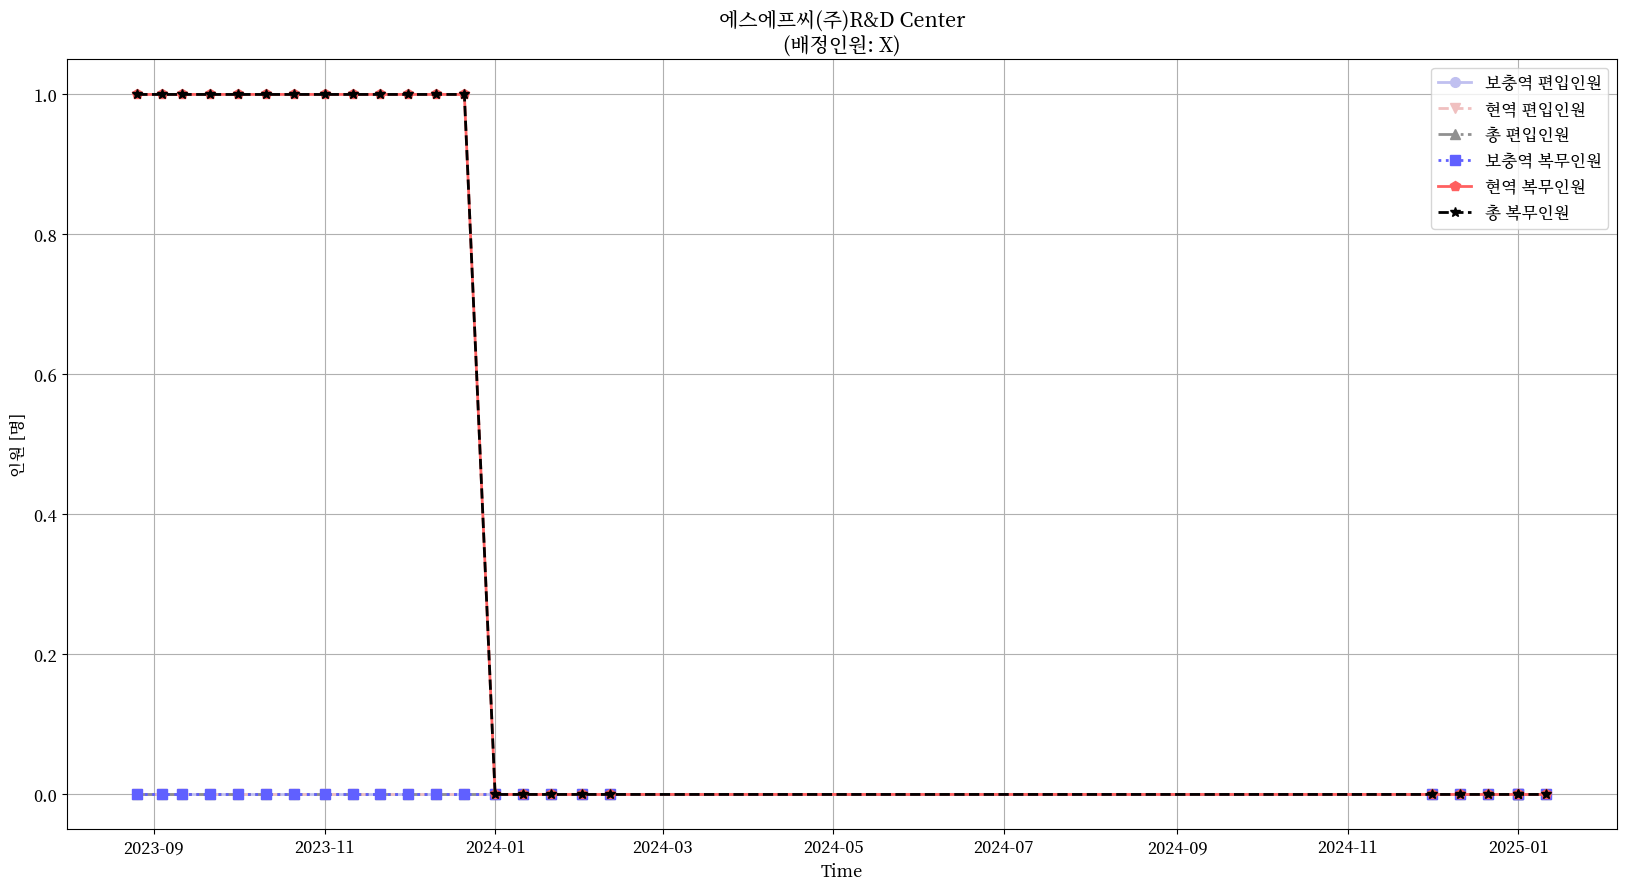 에스에프씨(주)R&D Center
(배정인원: X)
보충역 편입인원
현역 편입인원
총 편입인원
보충역 복무인원
현역 복무인원
총 복무인원
인원 [명]
1.0
0.8
0.6
0.4
0.2
0.0
2023-09
2023-11
2024-01
2024-03
2024-05
2024-07
2024-09
2024-11
2025-01
Time